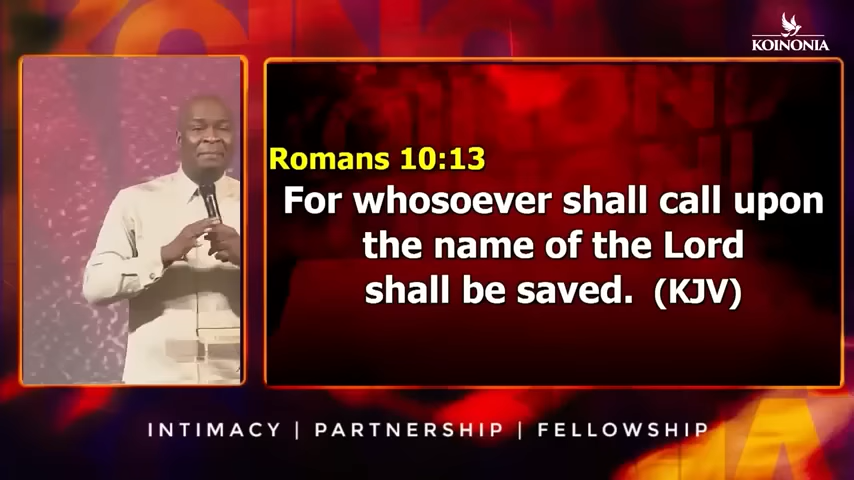 KOINONIA
Romans 10:13
For whosoever shall call upon
the name of the Lord
shall be saved. (KJV)
INTIMACY | PARTNERSHIP | FELLOWSHIP